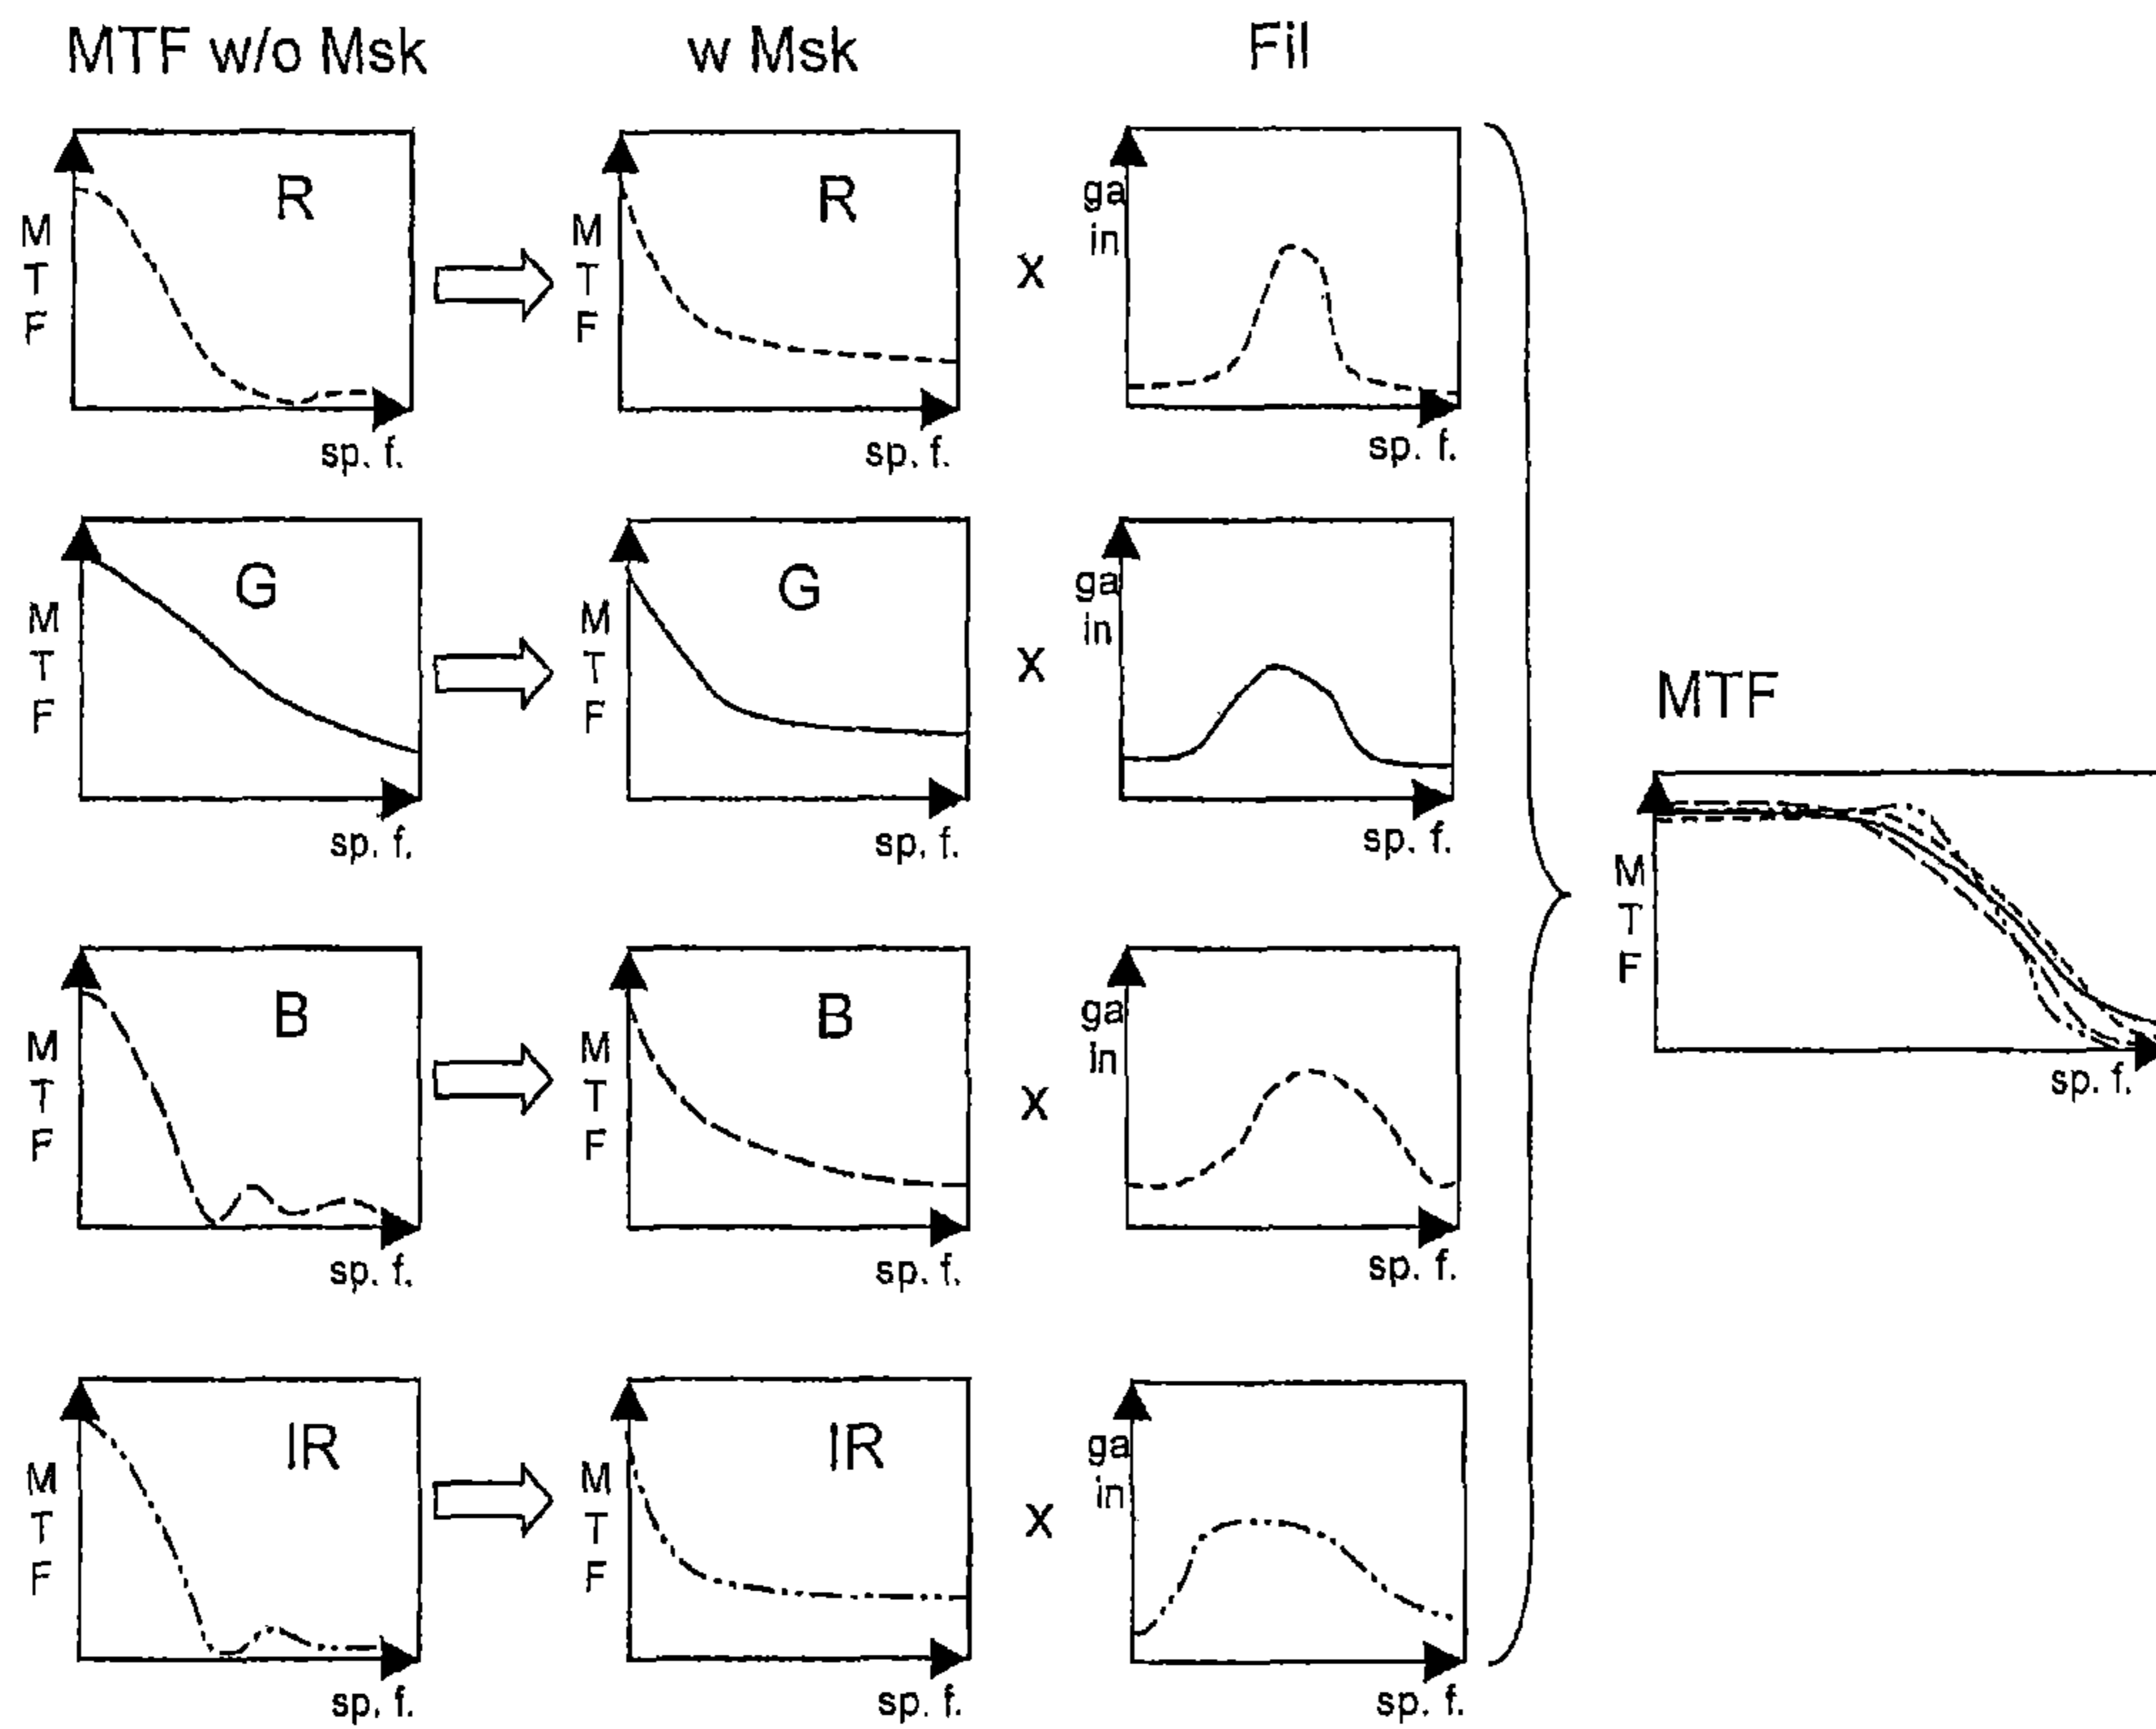 MTF w/o Msk
w Msk
Fil
R
M
T
F
sp. f.
R
M
T
F
sp. f.
x
ga
in
sp. f.
G
M
T
F
sp. f.
G
M
T
F
sp. f.
x
ga
in
sp. f.
B
M
T
F
sp. f.
B
M
T
F
sp. f.
x
ga
in
sp. f.
IR
M
T
F
sp. f.
IR
M
T
F
sp. f.
x
ga
in
sp. f.
MTF
M
T
F
sp. f.